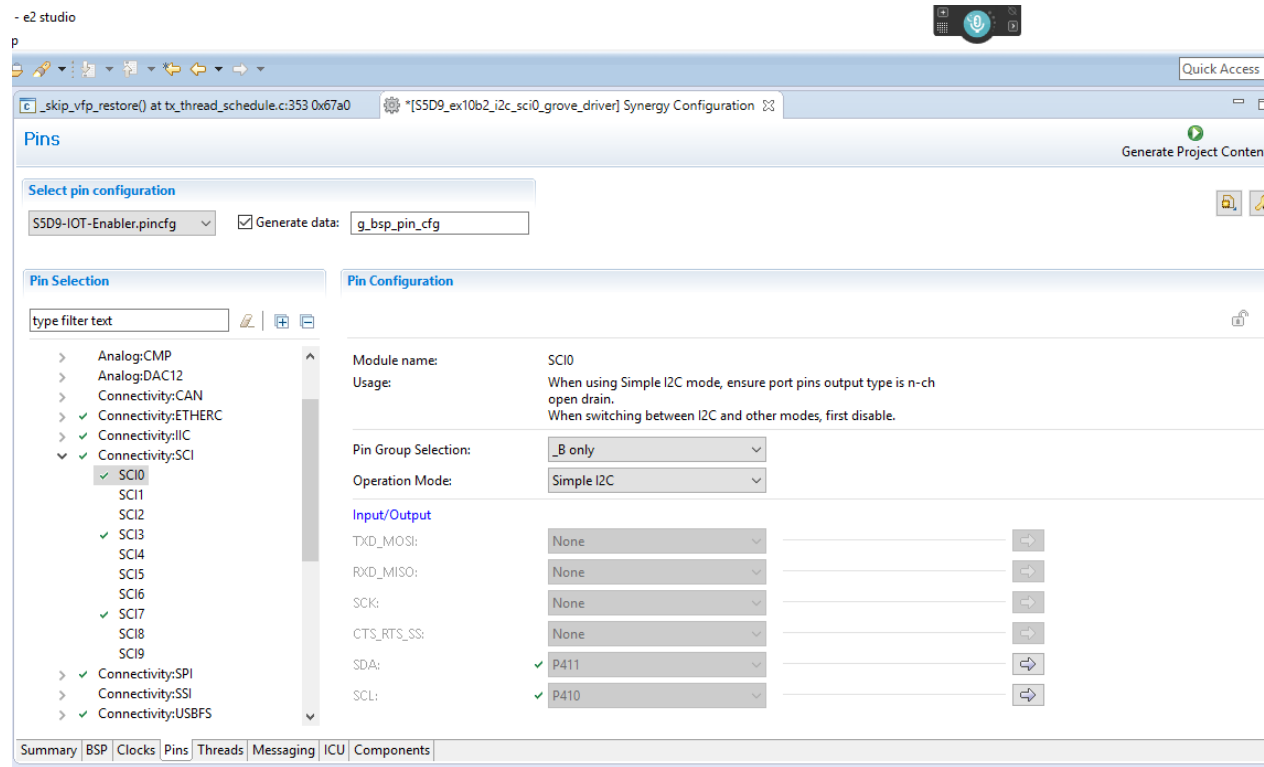 - e2 studio
p
Quick Access
_skip_vfp_restore() at tx_thread_schedule.c:353 0x67a0
*[S5D9_ex10b2_i2c_sci0_grove_driver] Synergy Configuration
Pins
Generate Project Conten
Select pin configuration
S5D9-IOT-Enabler.pincfg
Generate data:
g_bsp_pin_cfg
Pin Selection
Pin Configuration
type filter text
Analog:CMP
Analog:DAC12
Connectivity:CAN
Connectivity:ETHERC
Connectivity:IIC
Connectivity:SCI
SCI0
SCI1
SCI2
SCI3
SCI4
SCI5
SCI6
SCI7
SCI8
SCI9
Connectivity:SPI
Connectivity:SSI
Connectivity:USBFS
Module name: SCI0
Usage: When using Simple I2C mode, ensure port pins output type is n-ch
open drain.
When switching between I2C and other modes, first disable.
Pin Group Selection: _B only
Operation Mode: Simple I2C
Input/Output
TXD_MOSI: None
RXD_MISO: None
SCK: None
CTS_RTS_SS: None
SDA: P411
SCL: P410
Summary BSP Clocks Pins Threads Messaging ICU Components